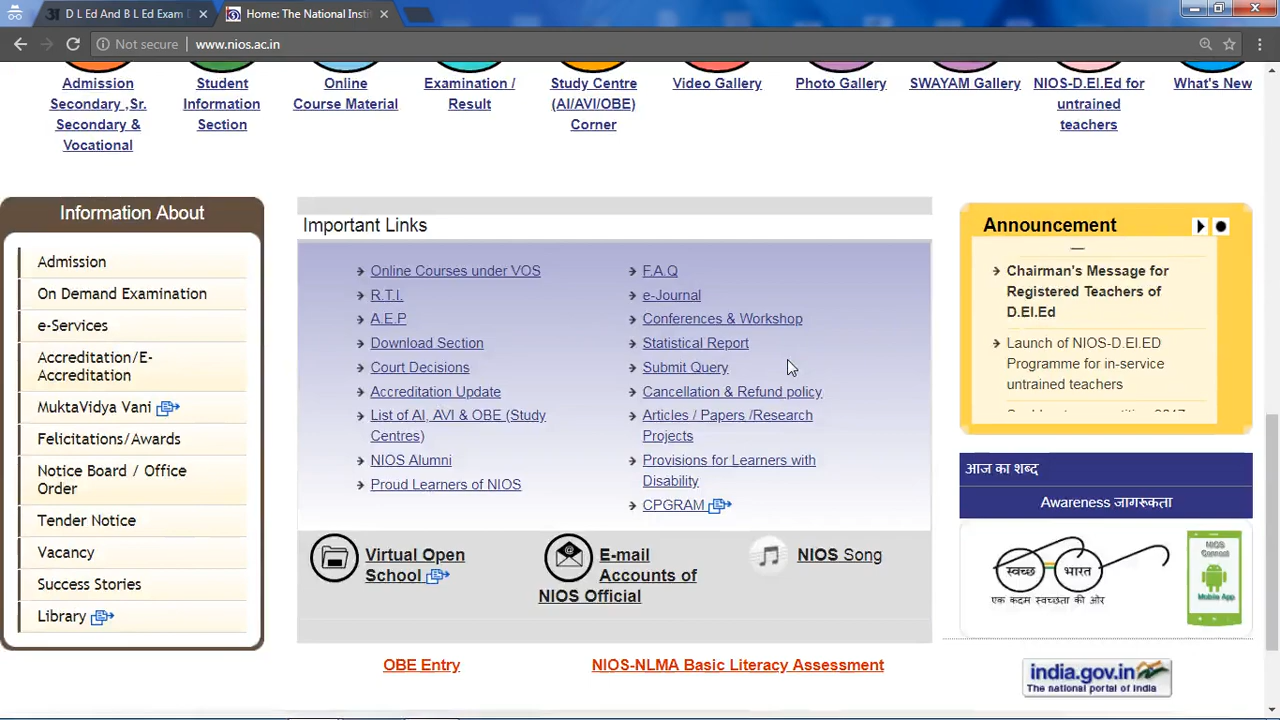 D L Ed And B L Ed Exam
Home: The National Insti
Not secure
www.nios.ac.in
Admission
Secondary ,Sr.
Secondary &
Vocational
Student
Information
Section
Online
Course Material
Examination /
Result
Study Centre
(AI/AVI/OBE)
Corner
Video Gallery
Photo Gallery
SWAYAM Gallery
NIOS-D.El.Ed for
untrained
teachers
What's New
Information About
Admission
On Demand Examination
e-Services
Accreditation/E-
Accreditation
MuktaVidya Vani
Felicitations/Awards
Notice Board / Office
Order
Tender Notice
Vacancy
Success Stories
Library
Important Links
Online Courses under VOS
R.T.I.
A.E.P
Download Section
Court Decisions
Accreditation Update
List of AI, AVI & OBE (Study
Centres)
NIOS Alumni
Proud Learners of NIOS
F.A.Q
e-Journal
Conferences & Workshop
Statistical Report
Submit Query
Cancellation & Refund policy
Articles / Papers /Research
Projects
Provisions for Learners with
Disability
CPGRAM
Virtual Open
School
E-mail
Accounts of
NIOS Official
NIOS Song
OBE Entry
NIOS-NLMA Basic Literacy Assessment
Announcement
Chairman's Message for
Registered Teachers of
D.El.Ed
Launch of NIOS-D.El.ED
Programme for in-service
untrained teachers
आज का शब्द
Awareness जागरूकता
स्वच्छ भारत
एक कदम स्वच्छता की ओर
NIOS
Connect
Mobile App
india.gov.in
The national portal of India